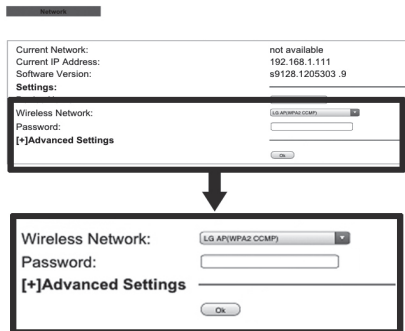 Network
Current Network: not available
Current IP Address: 192.168.1.111
Software Version: s9128.1205303 .9
Settings:
Wireless Network: LG AP(WPA2 CCMP)
Password:
[+]Advanced Settings
Ok
Wireless Network: LG AP(WPA2 CCMP)
Password:
[+]Advanced Settings
Ok